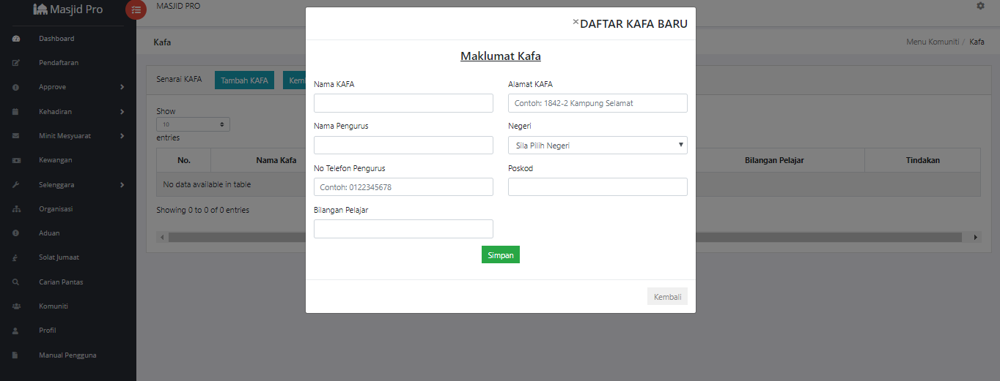 Masjid Pro
MASJID PRO
Dashboard
Pendaftaran
Approve
Kehadiran
Minit Mesyuarat
Kewangan
Selenggara
Organisasi
Aduan
Solat Jumaat
Carian Pantas
Komuniti
Profil
Manual Pengguna
Kafa
Menu Komuniti / Kafa
Senarai KAFA
Tambah KAFA
Show
10
entries
No.
Nama Kafa
Bilangan Pelajar
Tindakan
No data available in table
Showing 0 to 0 of 0 entries
×DAFTAR KAFA BARU
Maklumat Kafa
Nama KAFA
Alamat KAFA
Contoh: 1842-2 Kampung Selamat
Nama Pengurus
Negeri
Sila Pilih Negeri
No Telefon Pengurus
Poskod
Contoh: 0122345678
Bilangan Pelajar
Simpan
Kembali